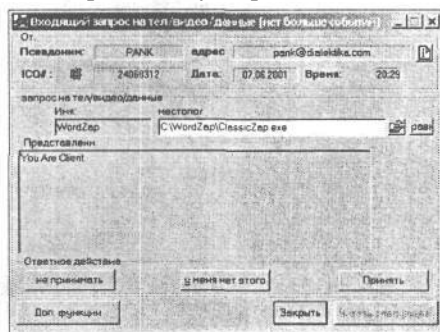 Входящий запрос на тел/видео/данные (нет больше событий)
От.
Псевдоним: PANK адрес pank@dialektika.com
ICQ#: 24060312 Дата: 07.06.2001 Время: 20:29
запрос на тел/видео/данные
Имя: местопог
WordZap C:\WordZap\ClassicZap.exe
Представлени
You Are Client
Ответное действие
не принимать у меня нет этого Принять
Доп. функции Закрыть